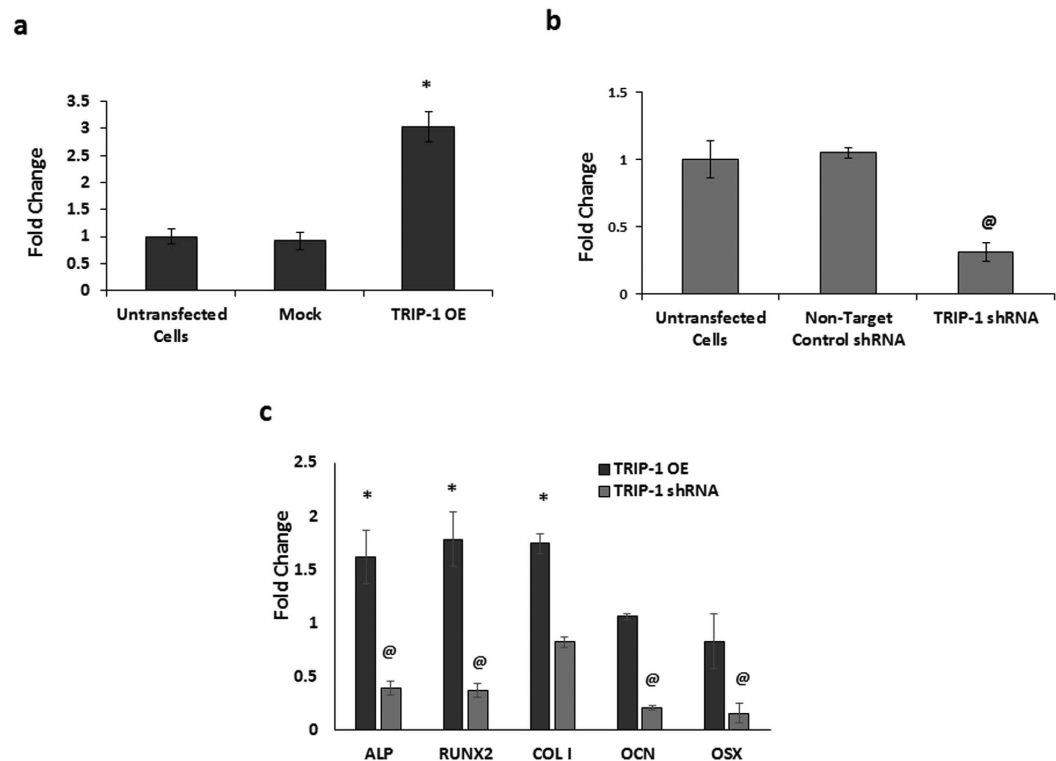 a
*
3.5
3
2.5
2
1.5
1
0.5
0
Fold Change
Untransfected
Cells
Mock
TRIP-1 OE
b
1.5
1
0.5
0
Fold Change
@
Untransfected
Cells
Non-Target
Control shRNA
TRIP-1 shRNA
c
2.5
2
1.5
1
0.5
0
Fold Change
TRIP-1 OE
TRIP-1 shRNA
* * *
@ @ @ @
ALP RUNX2 COL I OCN OSX